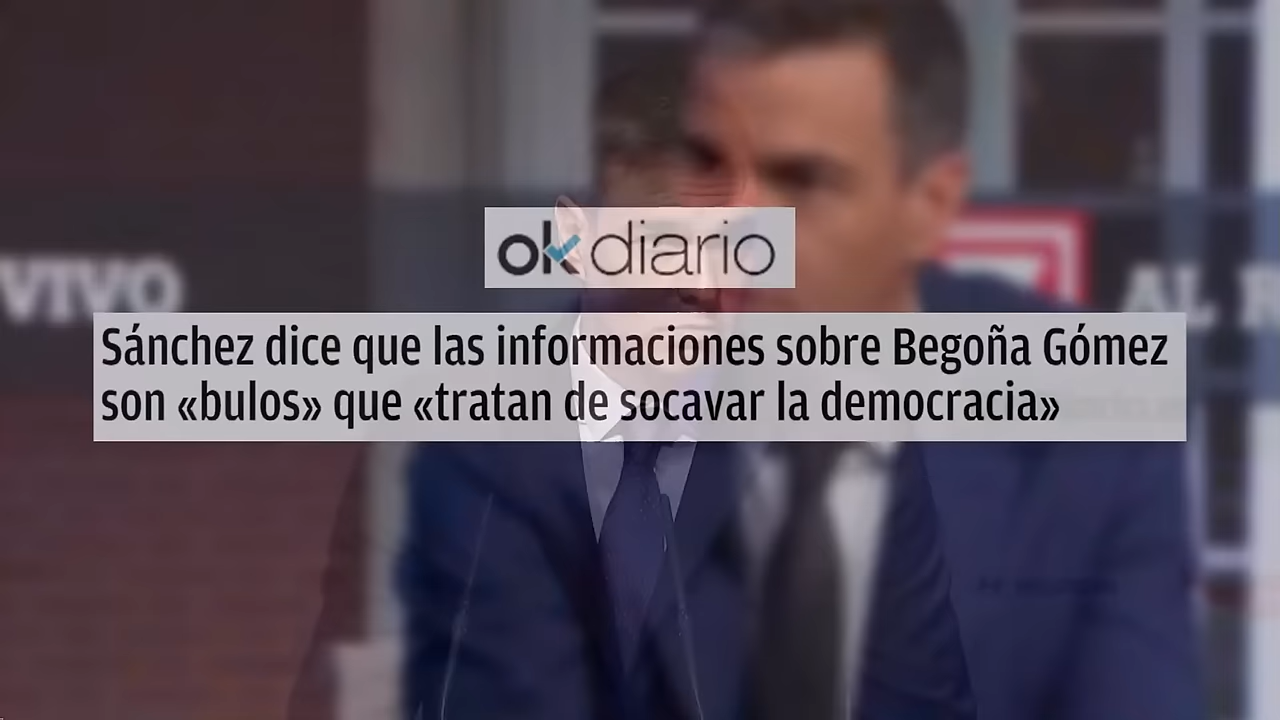 okdiario
VIVO
AL R
Sánchez dice que las informaciones sobre Begoña Gómez
son «bulos» que «tratan de socavar la democracia»